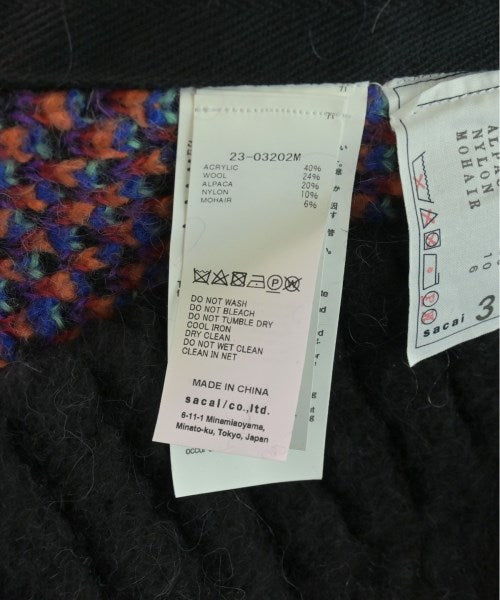 23-03202M
ACRYLIC 40%
WOOL 24%
ALPACA 20%
NYLON 10%
MOHAIR 6%
DO NOT WASH
DO NOT BLEACH
DO NOT TUMBLE DRY
COOL IRON
DRY CLEAN
DO NOT WET CLEAN
CLEAN IN NET
MADE IN CHINA
sacai/co.,ltd.
6-11-1 Minamiaoyama,
Minato-ku, Tokyo, Japan
NYLON 10
MOHAIR 6
sacai 3